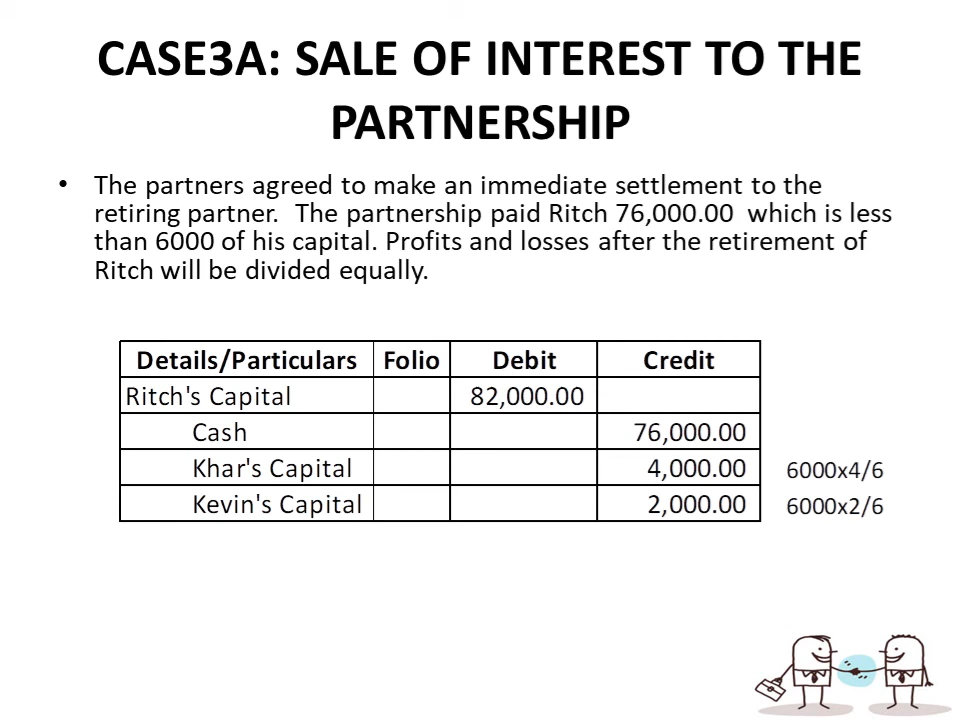 CASE3A: SALE OF INTEREST TO THE
PARTNERSHIP
• The partners agreed to make an immediate settlement to the
retiring partner.  The partnership paid Ritch 76,000.00  which is less
than 6000 of his capital. Profits and losses after the retirement of
Ritch will be divided equally.
Details/Particulars Folio Debit Credit
Ritch's Capital 82,000.00
Cash 76,000.00
Khar's Capital 4,000.00 6000x4/6
Kevin's Capital 2,000.00 6000x2/6